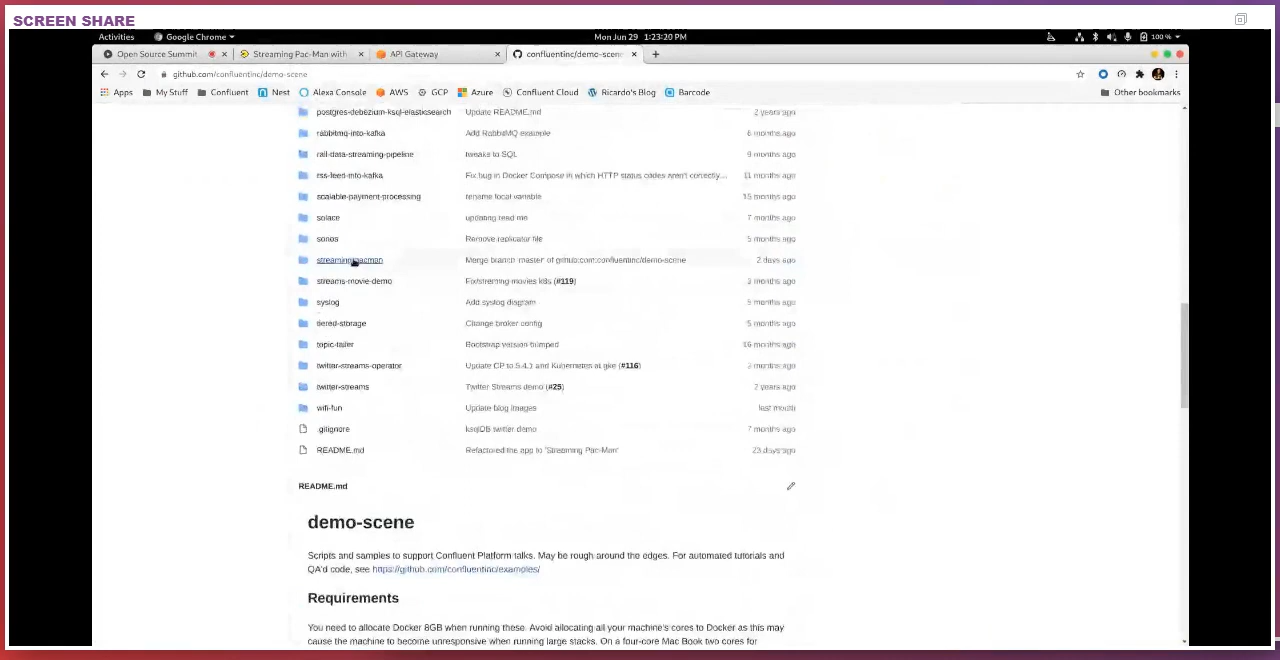 SCREEN SHARE
Activities Google Chrome Mon Jun 29 1:23:20 PM 100 %
Open Source Summit Streaming Pac-Man with API Gateway confluentinc/demo-scene
github.com/confluentinc/demo-scene
Apps My Stuff Confluent Nest Alexa Console AWS GCP Azure Confluent Cloud Ricardo's Blog Barcode Other bookmarks
postgres-debezium-ksql-elasticsearch Update README.md 2 years ago
rabbitmq-into-kafka Add RabbitMQ example 6 months ago
rail-data-streaming-pipeline tweaks to SQL 9 months ago
rss-feed-into-kafka Fix bug in Docker Compose in which HTTP status codes aren't correctly... 11 months ago
scalable-payment-processing rename local variable 15 months ago
solace updating read me 7 months ago
sonos Remove replicator file 5 months ago
streaming-pacman Merge branch 'master' of github.com:confluentinc/demo-scene 2 days ago
streams-movie-demo Fix/streming movies k8s (#119) 3 months ago
syslog Add syslog diagram 5 months ago
tiered-storage Change broker config 5 months ago
topic-tailer Bootstrap version bumped 16 months ago
twitter-streams-operator Update CP to 5.4.1 and Kubernetes at gke (#116) months ago
twitter-streams Twitter Streams demo (#25) 2 years ago
wifi-fun Update blog images last month
.gitignore ksqlDB twitter demo 7 months ago
README.md Refactored the app to 'Streaming Pac-Man' 23 days ago
README.md
demo-scene
Scripts and samples to support Confluent Platform talks. May be rough around the edges. For automated tutorials and
QA'd code, see https://github.com/confluentinc/examples/
Requirements
You need to allocate Docker 8GB when running these. Avoid allocating all your machine's cores to Docker as this may
cause the machine to become unresponsive when running large stacks. On a four-core Mac Book two cores for